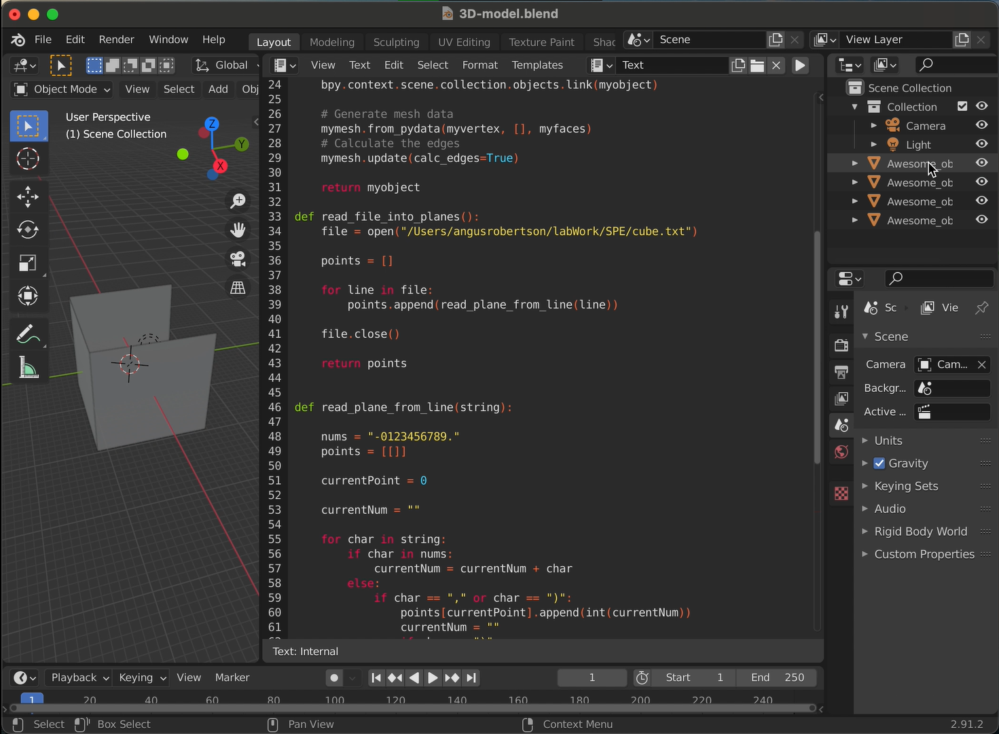 3D-model.blend
File Edit Render Window Help Layout Modeling Sculpting UV Editing Texture Paint Shac Scene View Layer
Global View Text Edit Select Format Templates Text
Object Mode View Select Add Obj
User Perspective
(1) Scene Collection
Z
Y
X
24 bpy.context.scene.collection.objects.link(myobject)
25
26 # Generate mesh data
27 mymesh.from_pydata(myvertex, [], myfaces)
28 # Calculate the edges
29 mymesh.update(calc_edges=True)
30
31 return myobject
32
33 def read_file_into_planes():
34 file = open("/Users/angusrobertson/labWork/SPE/cube.txt")
35
36 points = []
37
38 for line in file:
39 points.append(read_plane_from_line(line))
40
41 file.close()
42
43 return points
44
45
46 def read_plane_from_line(string):
47
48 nums = "-0123456789."
49 points = [[]]
50
51 currentPoint = 0
52
53 currentNum = ""
54
55 for char in string:
56 if char in nums:
57 currentNum = currentNum + char
58 else:
59 if char == "," or char == ")":
60 points[currentPoint].append(int(currentNum))
61 currentNum = ""
Text: Internal
Scene Collection
Collection
Camera
Light
Awesome_ob
Awesome_ob
Awesome_ob
Awesome_ob
Sc Vie
Scene
Camera Cam...
Backgr...
Active ...
Units
Gravity
Keying Sets
Audio
Rigid Body World
Custom Properties
Playback Keying View Marker 1 Start 1 End 250
1 20 40 60 80 100 120 140 160 180 200 220 240
Select Box Select Pan View Context Menu 2.91.2